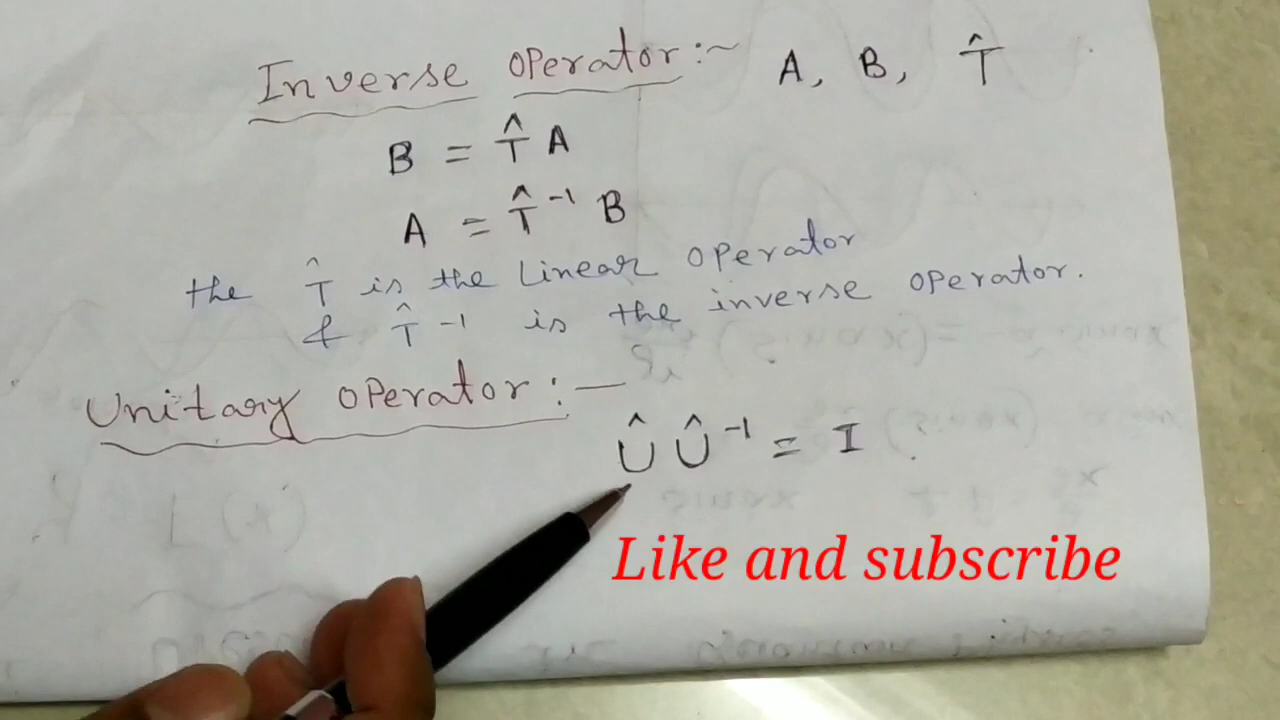 Inverse Operator:~ A, B, T̂
B = T̂ A
A = T̂⁻¹ B
the T̂ is the Linear Operator
& T̂⁻¹ is the inverse operator.
Unitary Operator:—
Û Û⁻¹ = I
Like and subscribe